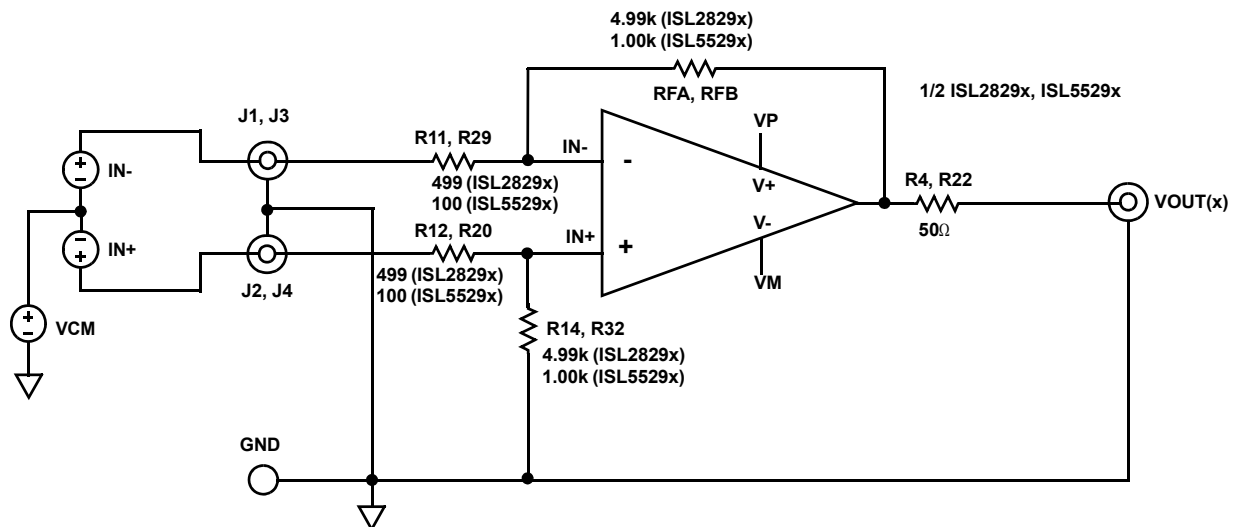 4.99k (ISL2829x)
1.00k (ISL5529x)
RFA, RFB
1/2 ISL2829x, ISL5529x
J1, J3
R11, R29
IN-
VP
IN-
-
V+
R4, R22
499 (ISL2829x)
100 (ISL5529x)
VOUT(x)
R12, R20
IN+
V-
50Ω
IN+
+
499 (ISL2829x)
100 (ISL5529x)
VM
J2, J4
VCM
R14, R32
4.99k (ISL2829x)
1.00k (ISL5529x)
GND